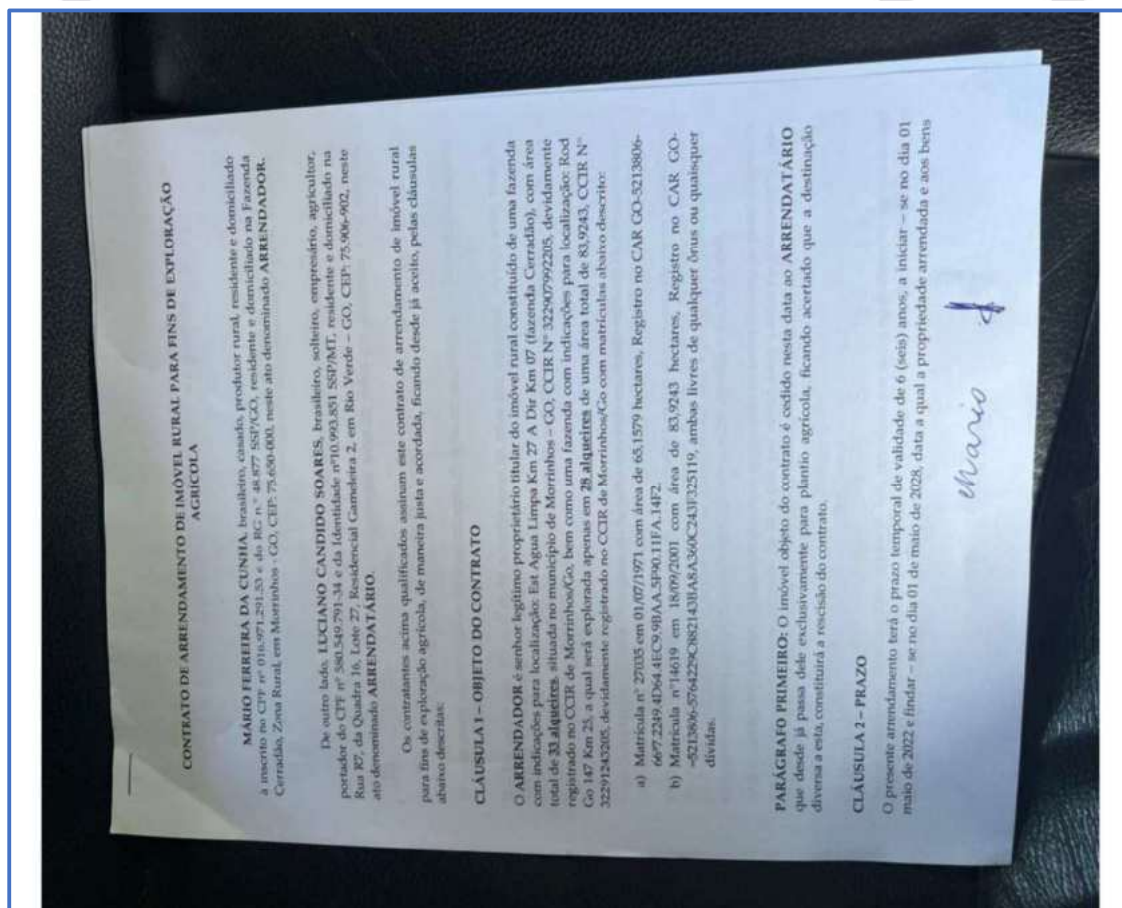 CONTRATO DE ARRENDAMENTO DE IMÓVEL RURAL PARA FINS DE EXPLORAÇÃO
AGRÍCOLA
MÁRIO FERREIRA DA CUNHA, brasileiro, casado, produtor rural, residente e domiciliado
a inscrito no CPF nº 016.971.291.53 e do RG nº 48.877 SSP/GO, residente e domiciliado na Fazenda
Cerradão, Zona Rural, em Morrinhos - GO, CEP: 75.650-000, neste ato denominado ARRENDADOR.
De outro lado, LUCIANO CANDIDO SOARES, brasileiro, solteiro, empresário, agricultor,
portador do CPF nº 580.549.791-34 e da Identidade nº10.993.851 SSP/MT, residente e domiciliado na
Rua R7, da Quadra 16, Lote 27, Residencial Gameleira 2, em Rio Verde – GO, CEP: 75.906-902, neste
ato denominado ARRENDATÁRIO.
Os contratantes acima qualificados assinam este contrato de arrendamento de imóvel rural
para fins de exploração agrícola, de maneira justa e acordada, ficando desde já aceito, pelas cláusulas
abaixo descritas:
CLÁUSULA 1 – OBJETO DO CONTRATO
O ARRENDADOR é senhor legítimo proprietário titular do imóvel rural constituído de uma fazenda
com indicações para localização: Est Agua Limpa Km 27 A Dir Km 07 (fazenda Cerradão), com área
total de 33 alqueires, situada no município de Morrinhos – GO, CCIR Nº 322907992205, devidamente
registrado no CCIR de Morrinhos/Go, bem como uma fazenda com indicações para localização: Rod
Go 147 Km 25, a qual será explorada apenas em 28 alqueires de uma área total de 83,9243, CCIR Nº
32291243205, devidamente registrado no CCIR de Morrinhos/Go com matrículas abaixo descrito:
a) Matrícula nº 27035 em 01/07/1971 com área de 65,1579 hectares, Registro no CAR GO-5213806-
66º7.2249.4D64.4EC9.9BAA.5F90.11FA.14F2.
b) Matrícula nº14619 em 18/09/2001 com área de 83,9243 hectares, Registro no CAR GO-
=5213806-5764229C882143BA8A360C243F325119, ambas livres de qualquer ônus ou quaisquer
dívidas.
PARÁGRAFO PRIMEIRO: O imóvel objeto do contrato é cedido nesta data ao ARRENDATÁRIO
que desde já passa dele exclusivamente para plantio agrícola, ficando acertado que a destinação
diversa a esta, constituirá a rescisão do contrato.
CLÁUSULA 2 – PRAZO
O presente arrendamento terá o prazo temporal de validade de 6 (seis) anos, a iniciar – se no dia 01
maio de 2022 e findar – se no dia 01 de maio de 2028, data a qual a propriedade arrendada e aos bens
Mario